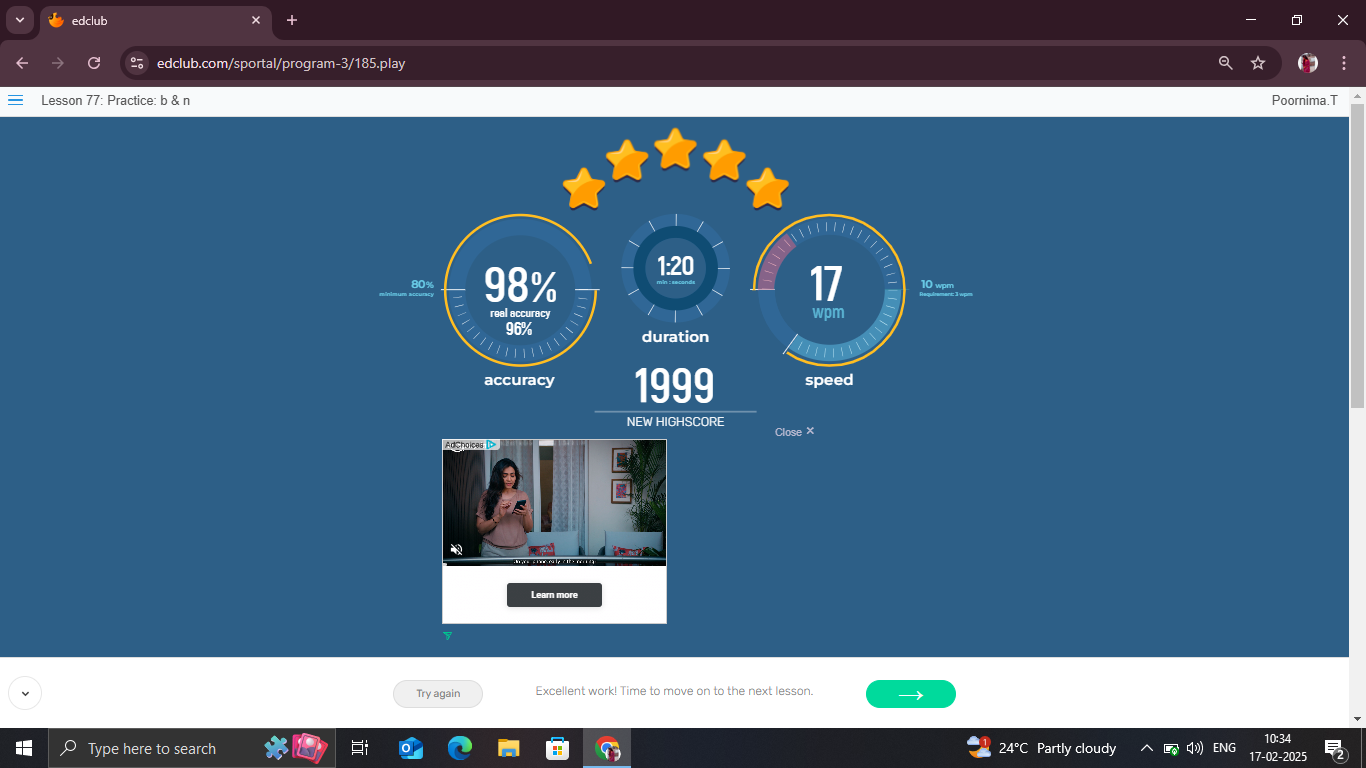 edclub
edclub.com/sportal/program-3/185.play
Lesson 77: Practice: b & n
Poornima.T
80%
minimum accuracy
98%
real accuracy
96%
accuracy
1:20
min : seconds
duration
17
wpm
speed
10 wpm
Requirement: 3 wpm
1999
NEW HIGHSCORE
Close ✕
AdChoices
Learn more
Try again
Excellent work! Time to move on to the next lesson.
Type here to search
1
24°C Partly cloudy
ENG
10:34
17-02-2025
2